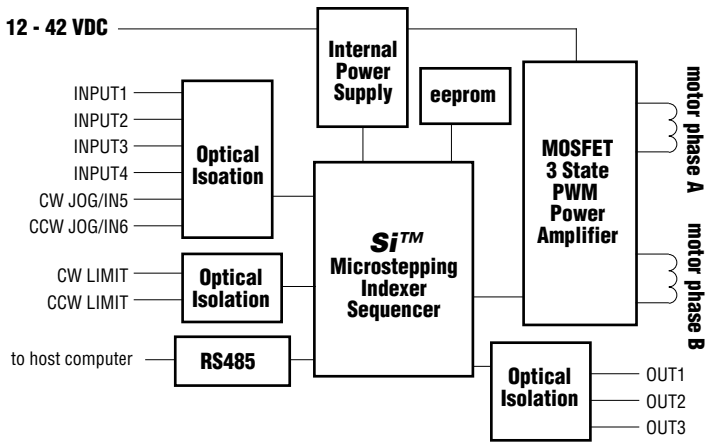 12 - 42 VDC
Internal
Power
Supply
eeprom
MOSFET
3 State
PWM
Power
Amplifier
motor phase A
motor phase B
INPUT1
INPUT2
INPUT3
INPUT4
CW JOG/IN5
CCW JOG/IN6
Optical
Isoation
Si™
Microstepping
Indexer
Sequencer
CW LIMIT
CCW LIMIT
Optical
Isolation
to host computer
RS485
Optical
Isolation
OUT1
OUT2
OUT3